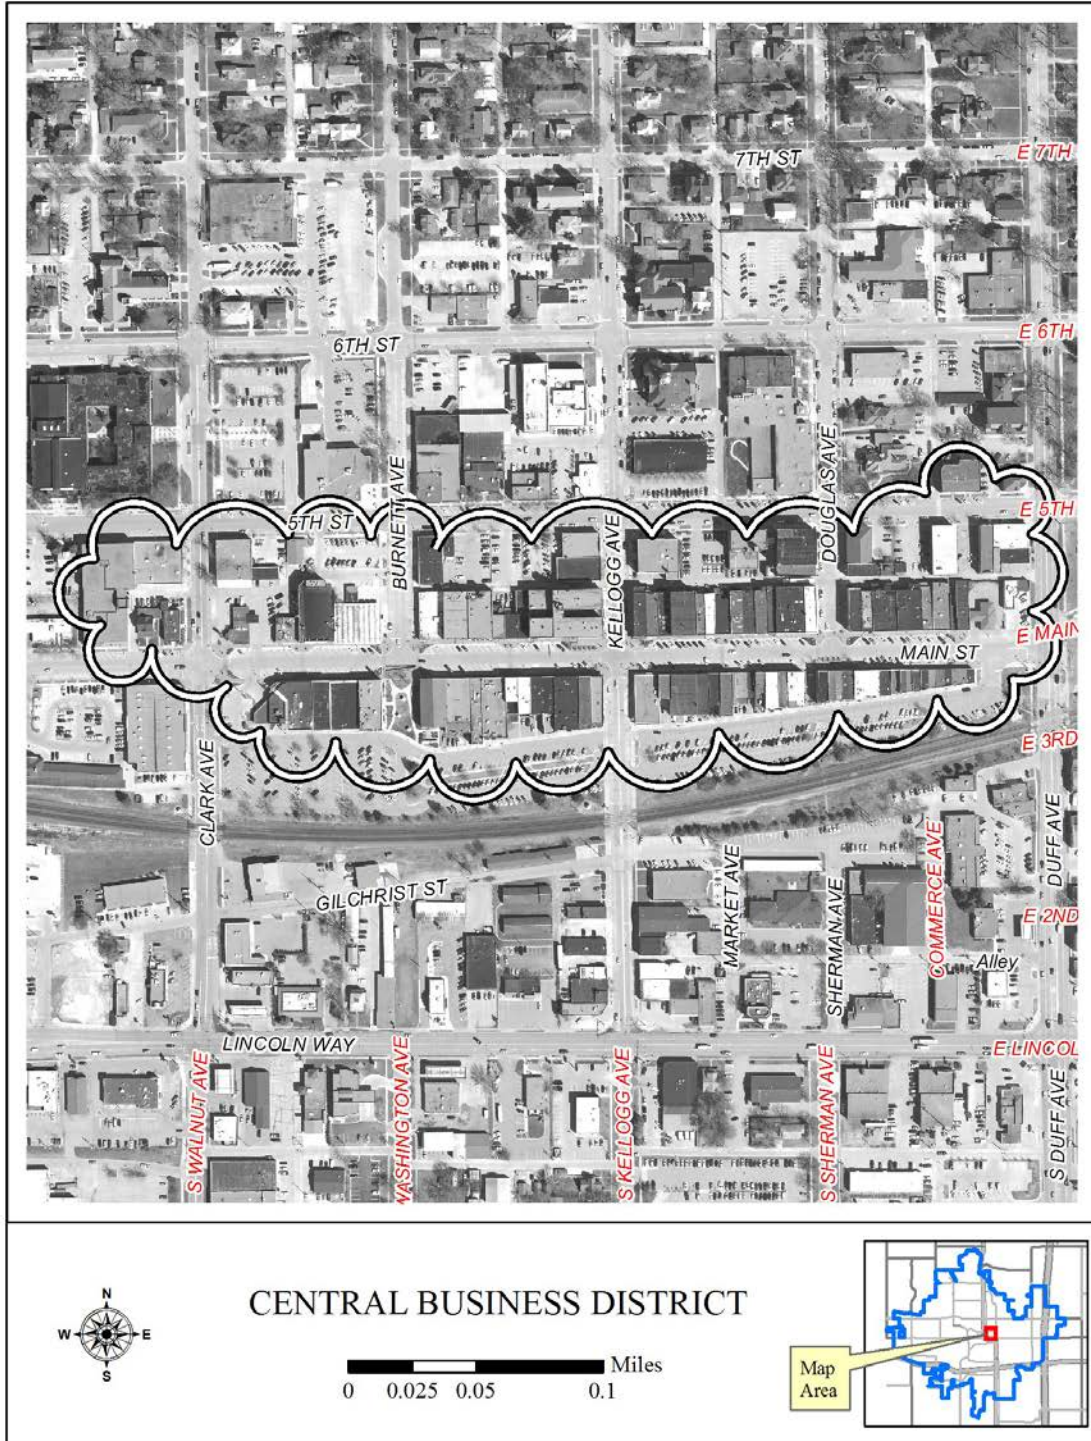 7TH ST
E 7TH
6TH ST
E 6TH
BURNETT AVE
DOUGLAS AVE
5TH ST
E 5TH
KELLOGG AVE
E MAIN
MAIN ST
CLARK AVE
E 3RD
DUFF AVE
GILCHRIST ST
MARKET AVE
SHERMAN AVE
COMMERCE AVE
E 2ND
Alley
LINCOLN WAY
E LINCOL
S WALNUT AVE
WASHINGTON AVE
S KELLOGG AVE
S SHERMAN AVE
S DUFF AVE
N
W E
S
CENTRAL BUSINESS DISTRICT
Miles
0 0.025 0.05 0.1
Map
Area